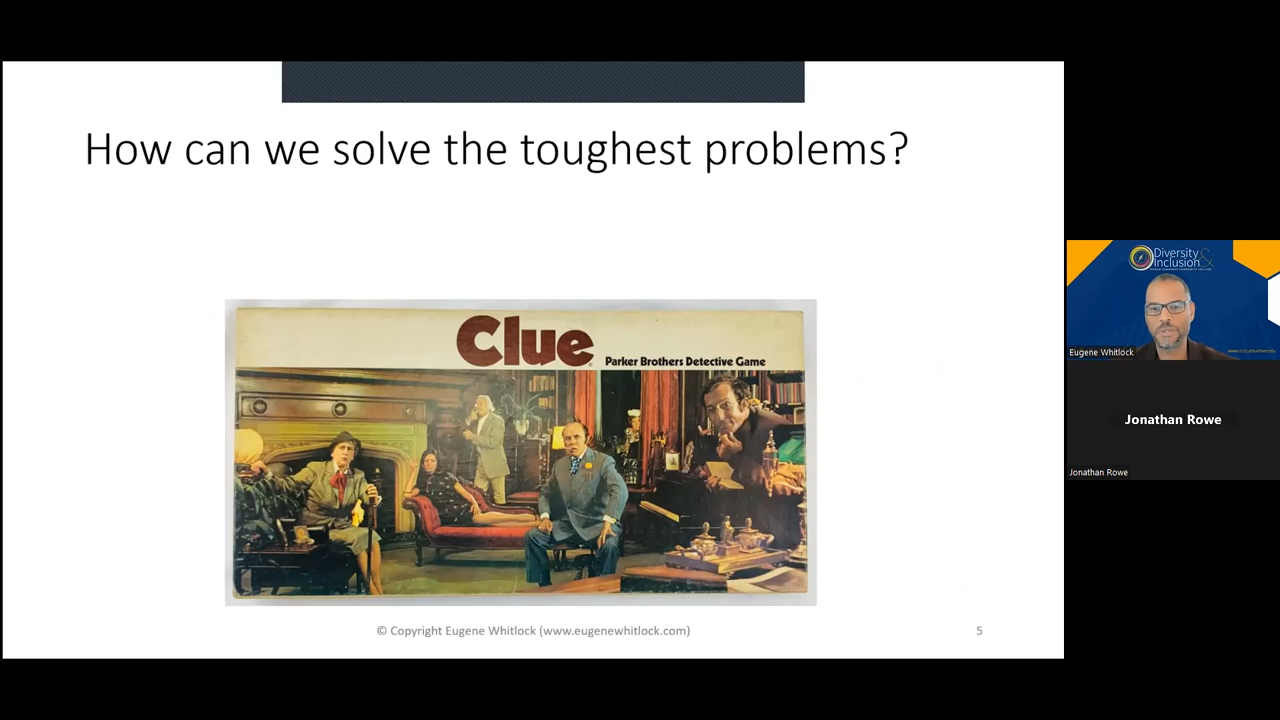 How can we solve the toughest problems?
Clue
Parker Brothers Detective Game
© Copyright Eugene Whitlock (www.eugenewhitlock.com)
5
Diversity &
Inclusion
Eugene Whitlock
Jonathan Rowe
Jonathan Rowe